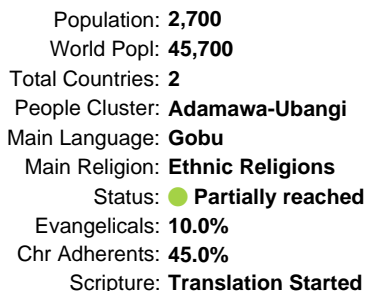 Population: 2,700
World Popl: 45,700
Total Countries: 2
People Cluster: Adamawa-Ubangi
Main Language: Gobu
Main Religion: Ethnic Religions
Status: Partially reached
Evangelicals: 10.0%
Chr Adherents: 45.0%
Scripture: Translation Started